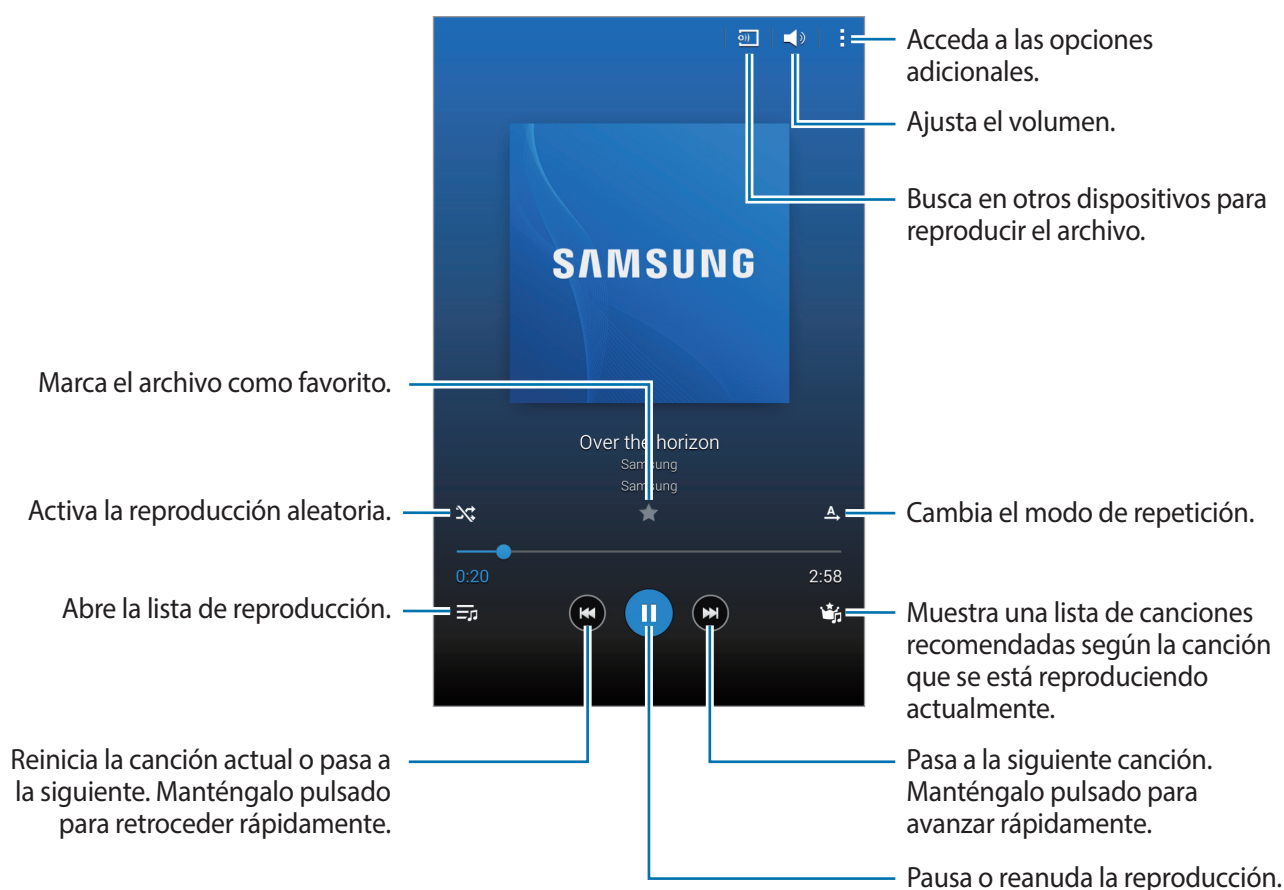 Acceda a las opciones
adicionales.
Ajusta el volumen.
Busca en otros dispositivos para
reproducir el archivo.
SAMSUNG
Marca el archivo como favorito.
Over the horizon
Samsung
Samsung
Activa la reproducción aleatoria.
A
Cambia el modo de repetición.
0:20
2:58
Abre la lista de reproducción.
Muestra una lista de canciones
recomendadas según la canción
que se está reproduciendo
actualmente.
Reinicia la canción actual o pasa a
la siguiente. Manténgalo pulsado
para retroceder rápidamente.
Pasa a la siguiente canción.
Manténgalo pulsado para
avanzar rápidamente.
Pausa o reanuda la reproducción.